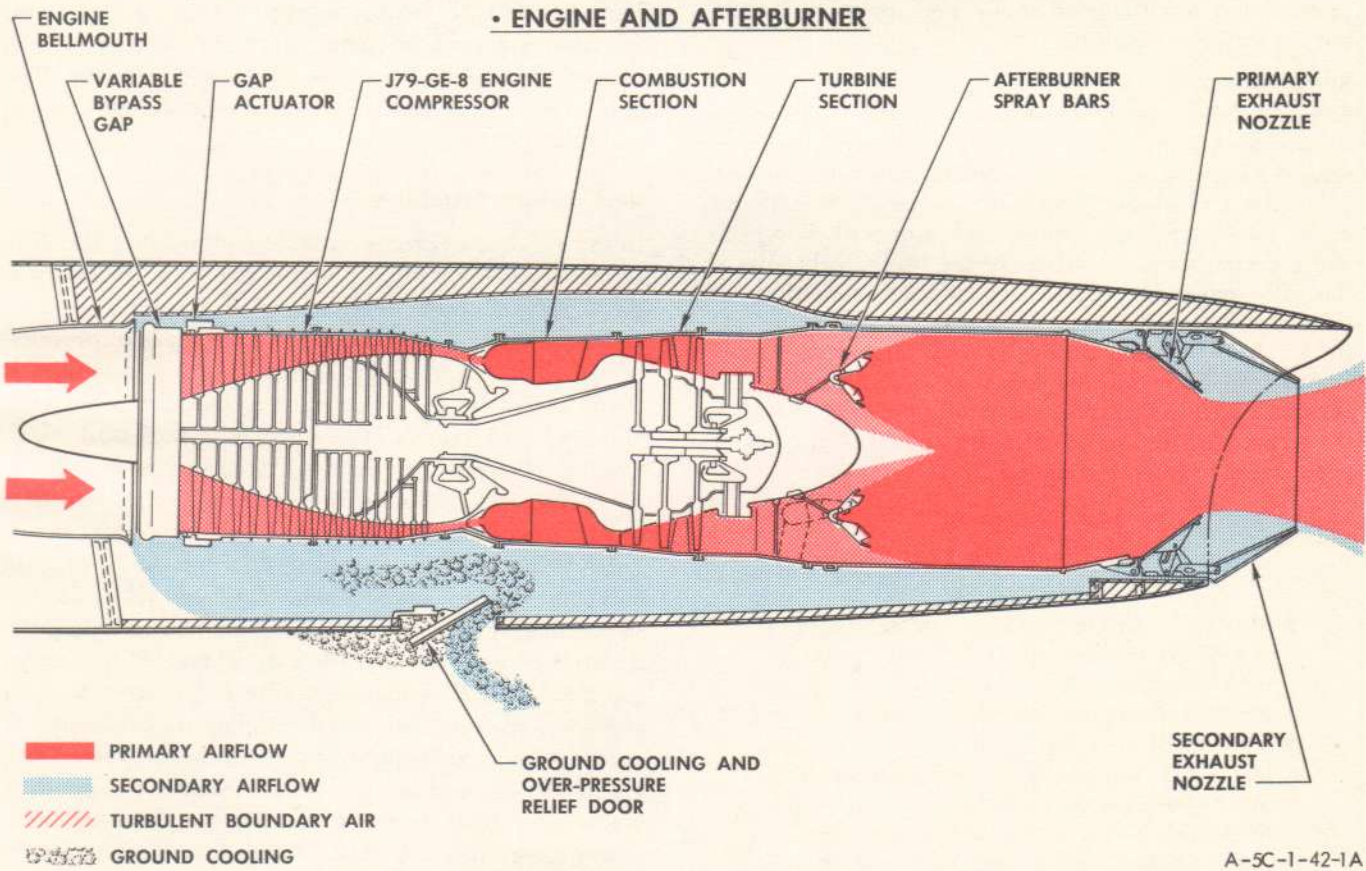 • ENGINE AND AFTERBURNER
ENGINE
BELLMOUTH
VARIABLE
BYPASS
GAP
GAP
ACTUATOR
J79-GE-8 ENGINE
COMPRESSOR
COMBUSTION
SECTION
TURBINE
SECTION
AFTERBURNER
SPRAY BARS
PRIMARY
EXHAUST
NOZZLE
PRIMARY AIRFLOW
SECONDARY AIRFLOW
TURBULENT BOUNDARY AIR
GROUND COOLING
GROUND COOLING AND
OVER-PRESSURE
RELIEF DOOR
SECONDARY
EXHAUST
NOZZLE
A-5C-1-42-1A